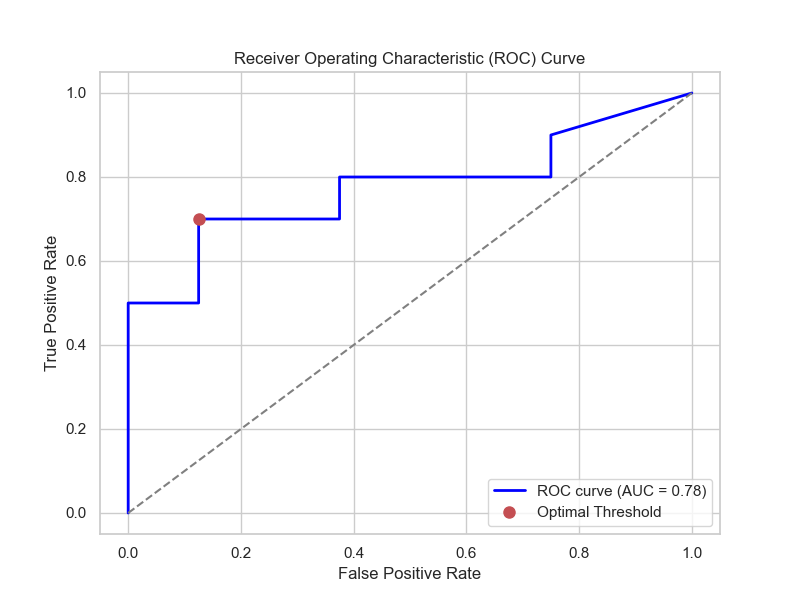 Receiver Operating Characteristic (ROC) Curve
True Positive Rate
1.0
0.8
0.6
0.4
0.2
0.0
0.0 0.2 0.4 0.6 0.8 1.0
False Positive Rate
ROC curve (AUC = 0.78)
Optimal Threshold